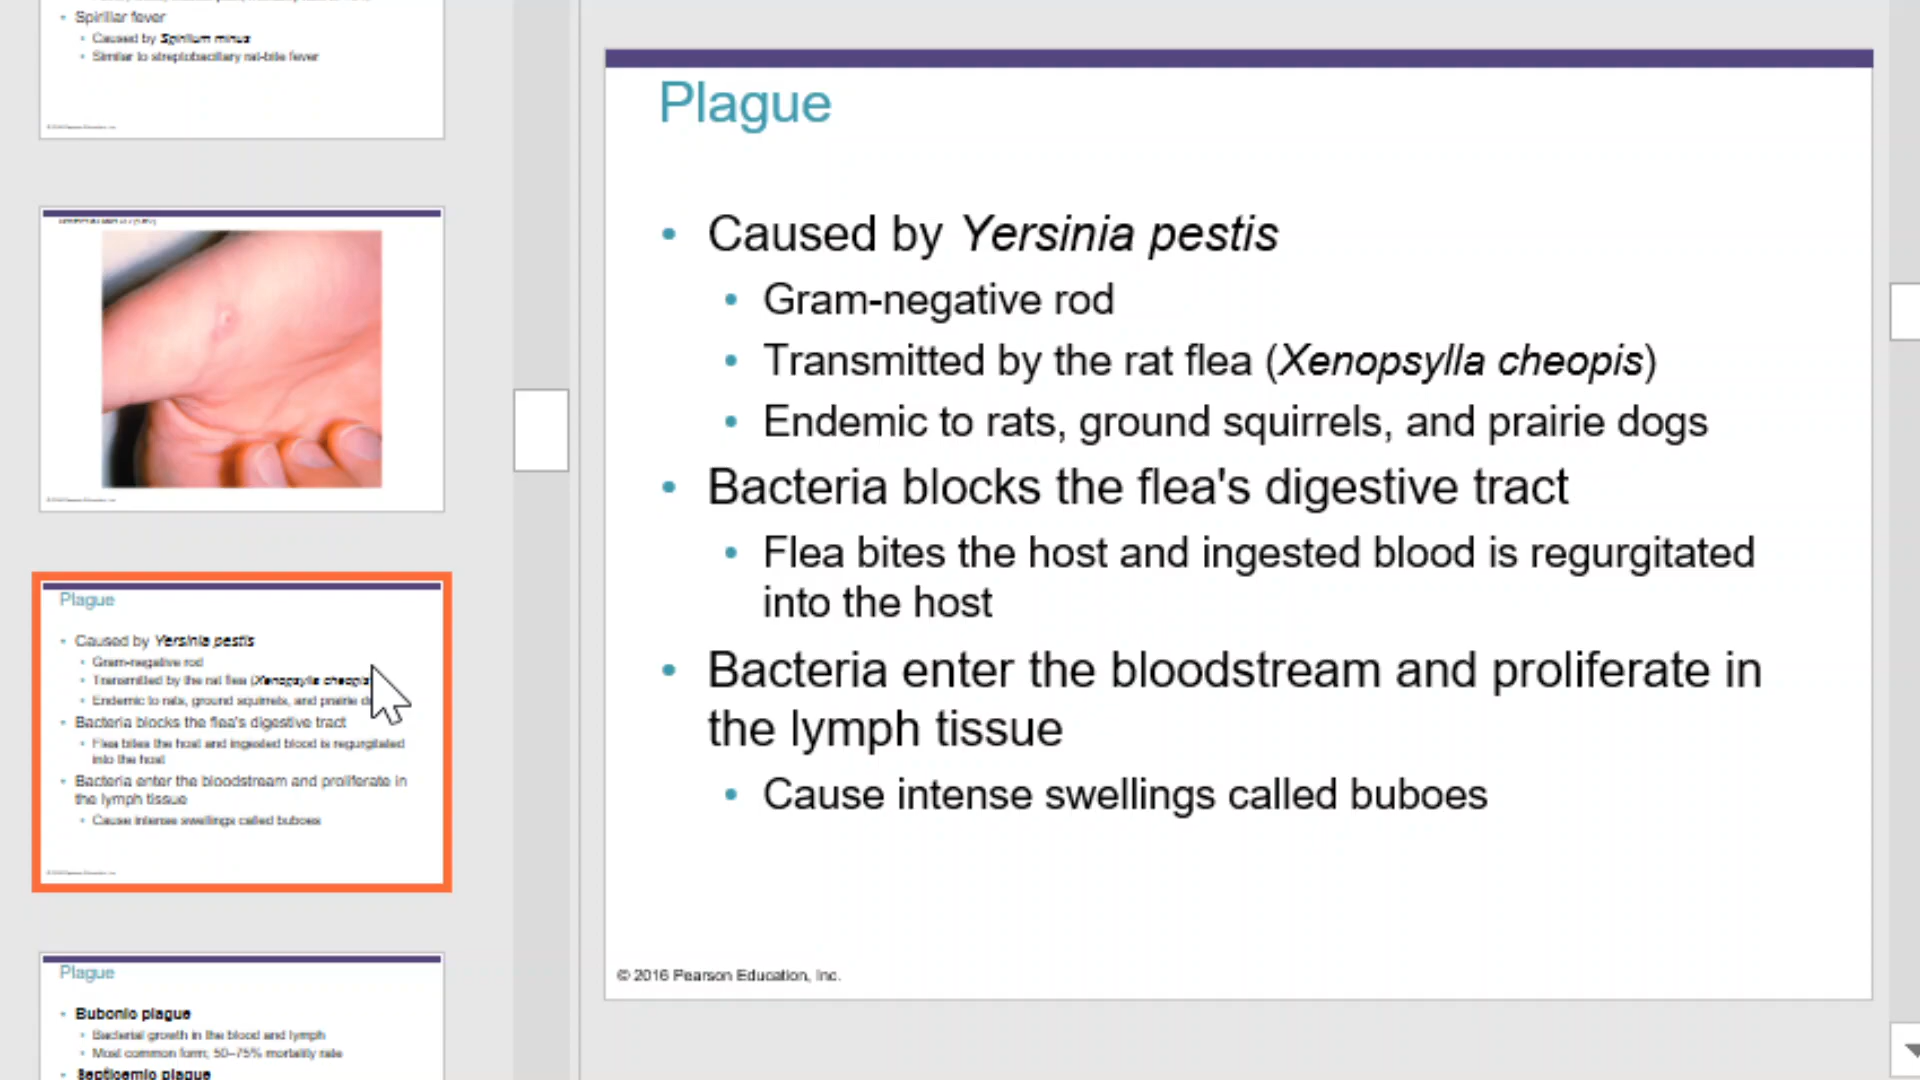 Spirillar fever
Caused by Spirillum minus
Similar to streptobacillary rat-bite fever
Plague
Caused by Yersinia pestis
Gram-negative rod
Transmitted by the rat flea (Xenopsylla cheopis
Endemic to rats, ground squirrels, and prairie d
Bacteria blocks the flea's digestive tract
Flea bites the host and ingested blood is regurgitated
into the host
Bacteria enter the bloodstream and proliferate in
the lymph tissue
Cause intense swellings called buboes
Plague
Bubonic plague
Bacterial growth in the blood and lymph
Most common form; 50–75% mortality rate
Septicemic plague
Plague
Caused by Yersinia pestis
Gram-negative rod
Transmitted by the rat flea (Xenopsylla cheopis)
Endemic to rats, ground squirrels, and prairie dogs
Bacteria blocks the flea's digestive tract
Flea bites the host and ingested blood is regurgitated
into the host
Bacteria enter the bloodstream and proliferate in
the lymph tissue
Cause intense swellings called buboes
© 2016 Pearson Education, Inc.